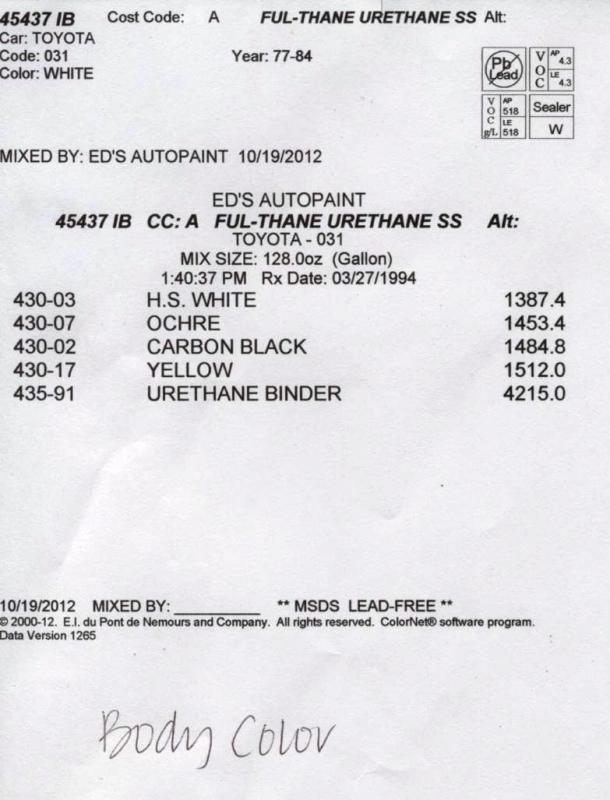 45437 IB Cost Code: A FUL-THANE URETHANE SS Alt:
Car: TOYOTA
Code: 031 Year: 77-84
Color: WHITE
Pb Lead VOC AP 4.3 LE 4.3
VOC g/L AP 518 LE 518 Sealer W
MIXED BY: ED'S AUTOPAINT 10/19/2012
ED'S AUTOPAINT
45437 IB CC: A FUL-THANE URETHANE SS Alt:
TOYOTA - 031
MIX SIZE: 128.0oz (Gallon)
1:40:37 PM Rx Date: 03/27/1994
430-03 H.S. WHITE 1387.4
430-07 OCHRE 1453.4
430-02 CARBON BLACK 1484.8
430-17 YELLOW 1512.0
435-91 URETHANE BINDER 4215.0
10/19/2012 MIXED BY: __________ ** MSDS LEAD-FREE **
© 2000-12. E.I. du Pont de Nemours and Company. All rights reserved. ColorNet® software program.
Data Version 1265
Body Color